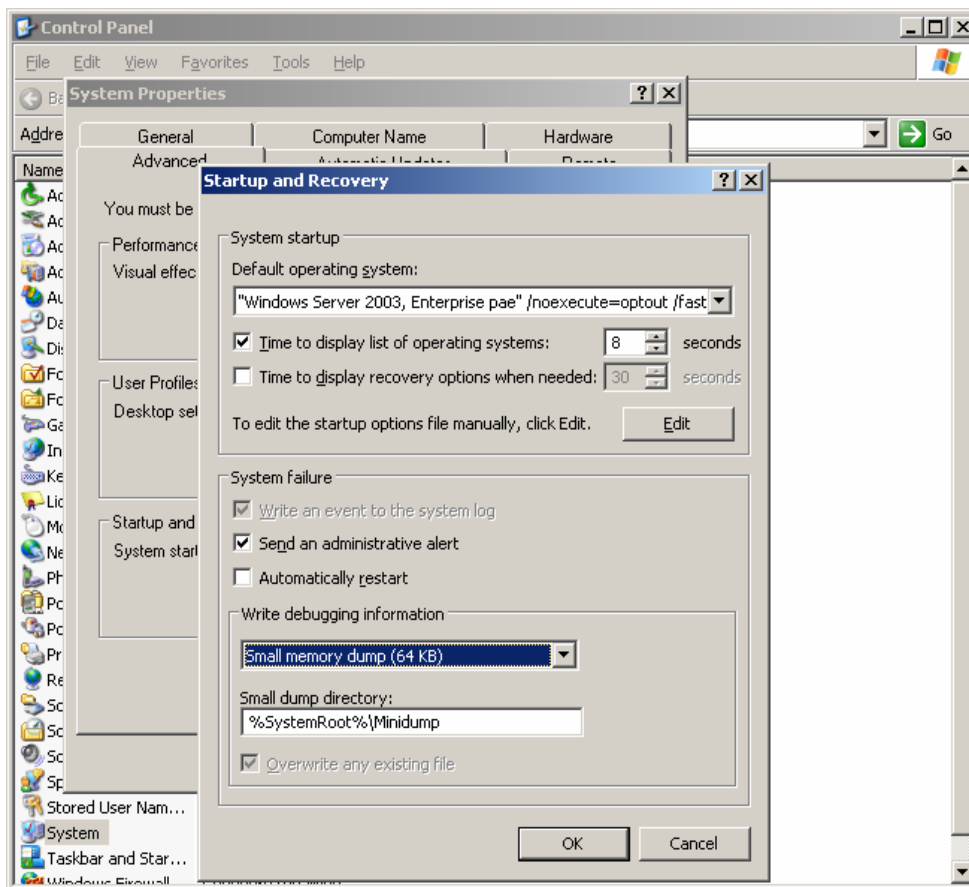 Control Panel
File Edit View Favorites Tools Help
System Properties
General Computer Name Hardware
Go
Advanced Automatic Updates Remote
Name
Startup and Recovery
You must be
System startup
Performance
Default operating system:
Visual effec
"Windows Server 2003, Enterprise pae" /noexecute=optout /fast
Time to display list of operating systems: 8 seconds
Time to display recovery options when needed: 30 seconds
User Profiles
Desktop set
To edit the startup options file manually, click Edit. Edit
System failure
Write an event to the system log
Startup and
System start
Send an administrative alert
Automatically restart
Write debugging information
Small memory dump (64 KB)
Small dump directory:
%SystemRoot%\Minidump
Overwrite any existing file
Stored User Nam...
System
OK Cancel
Taskbar and Star...
Windows Firewall